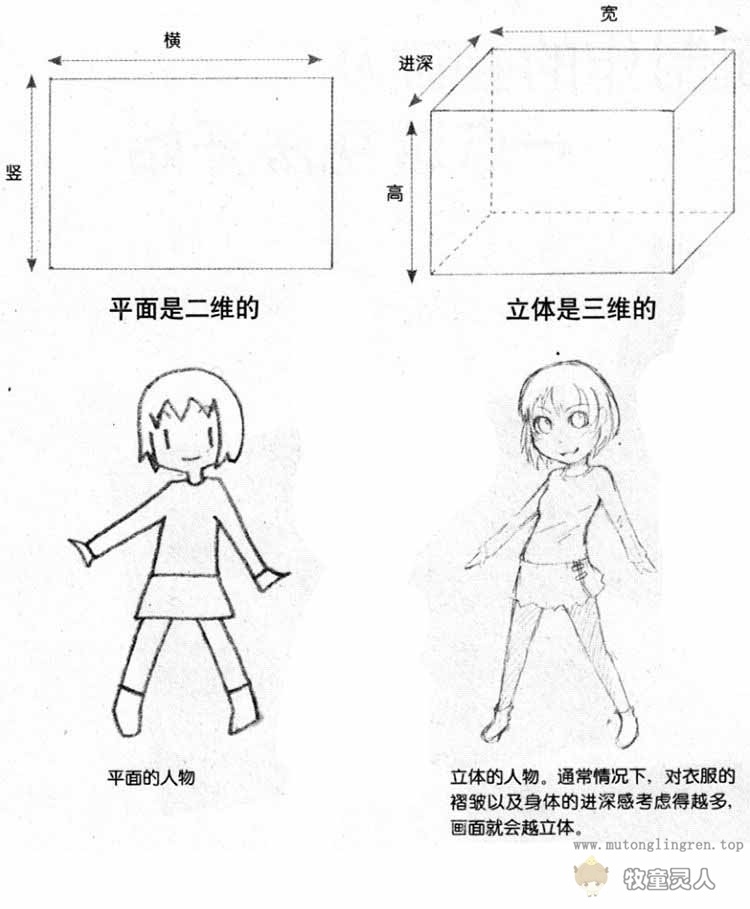 横
竖
平面是二维的
宽
进深
高
立体是三维的
平面的人物
立体的人物。通常情况下，对衣服的
褶皱以及身体的进深感考虑得越多，
画面就会越立体。
www.mutonglingren.top
牧童灵人